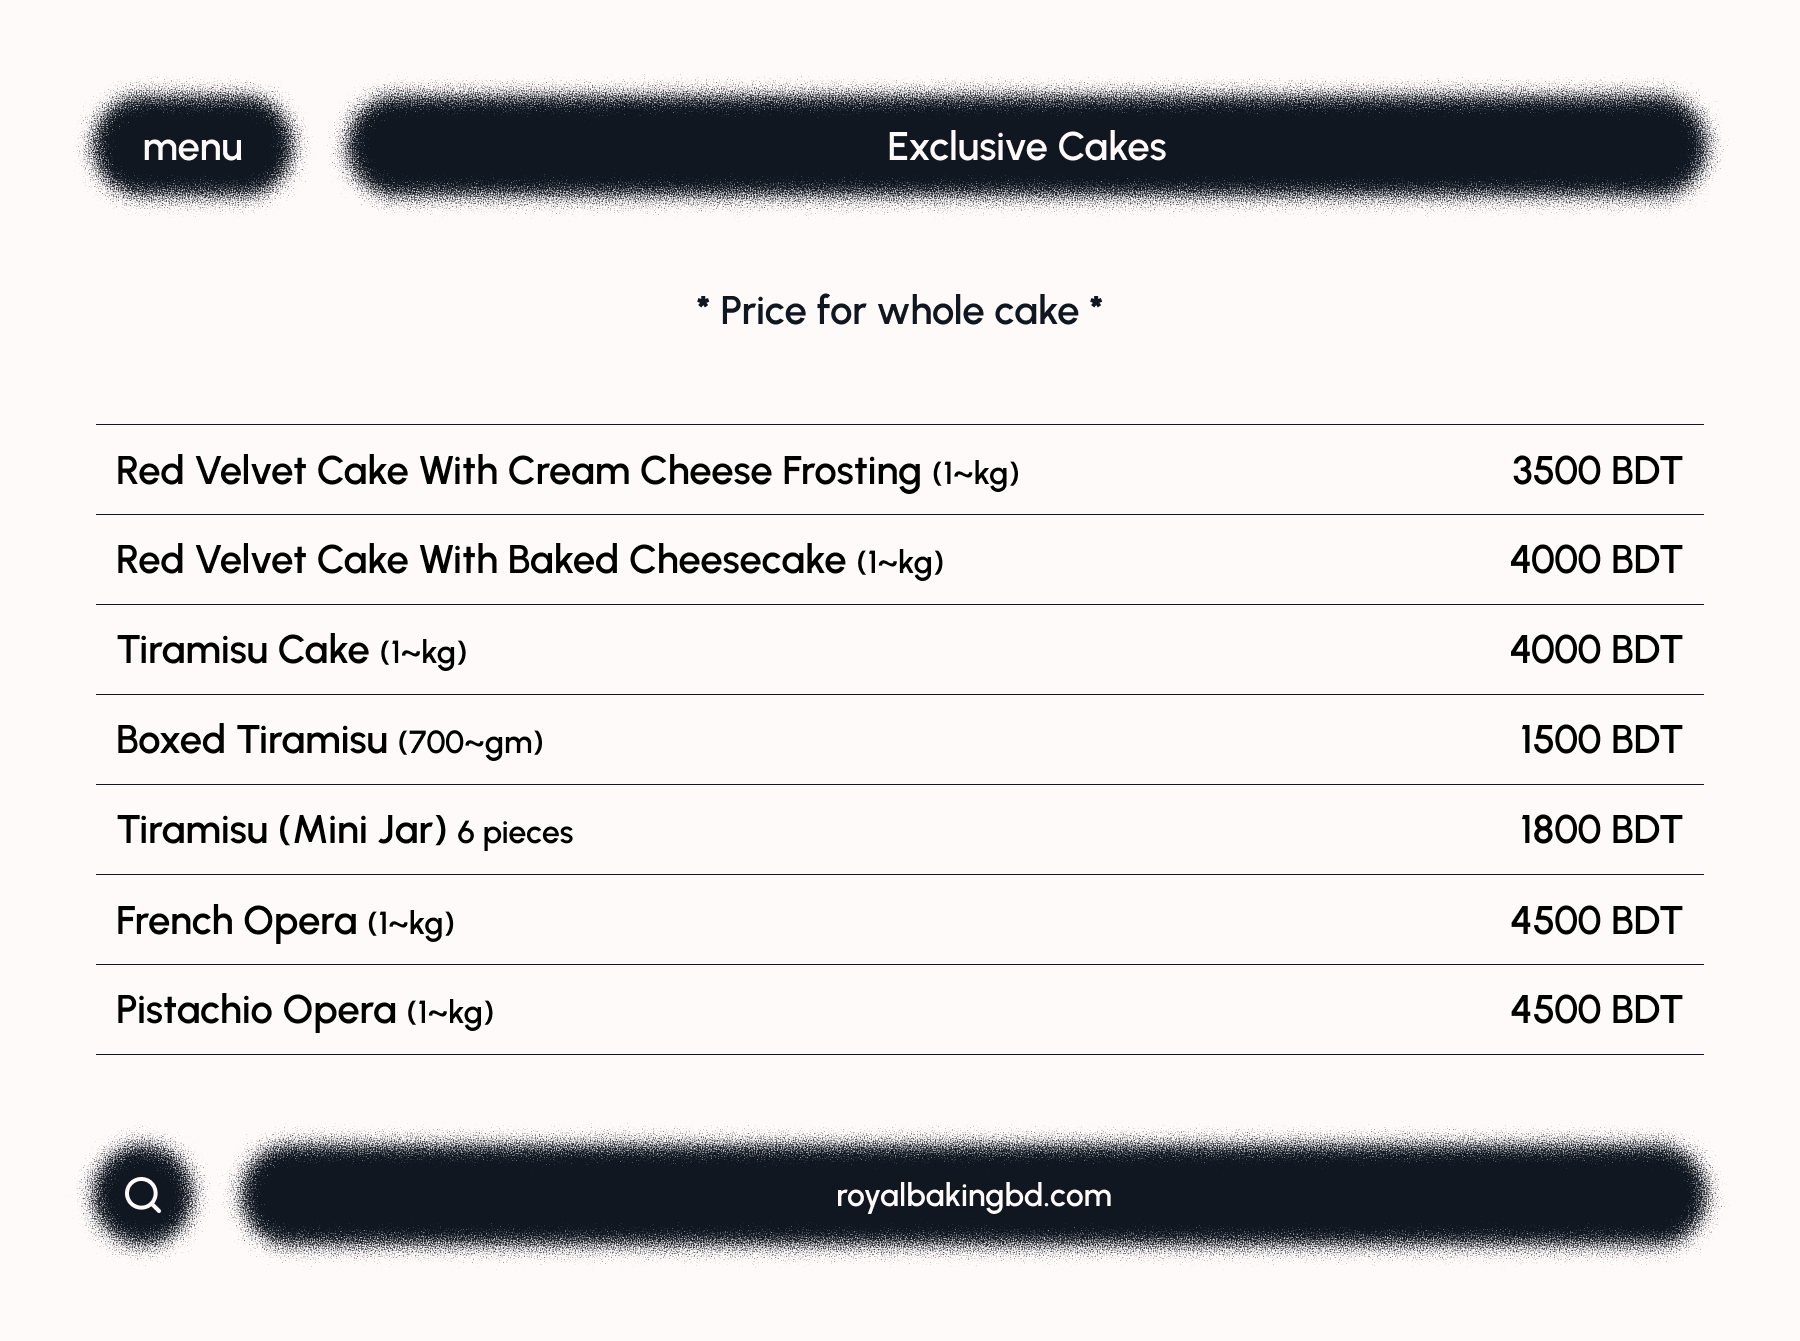 menu
Exclusive Cakes
* Price for whole cake *
Red Velvet Cake With Cream Cheese Frosting (1~kg) 3500 BDT
Red Velvet Cake With Baked Cheesecake (1~kg) 4000 BDT
Tiramisu Cake (1~kg) 4000 BDT
Boxed Tiramisu (700~gm) 1500 BDT
Tiramisu (Mini Jar) 6 pieces 1800 BDT
French Opera (1~kg) 4500 BDT
Pistachio Opera (1~kg) 4500 BDT
royalbakingbd.com